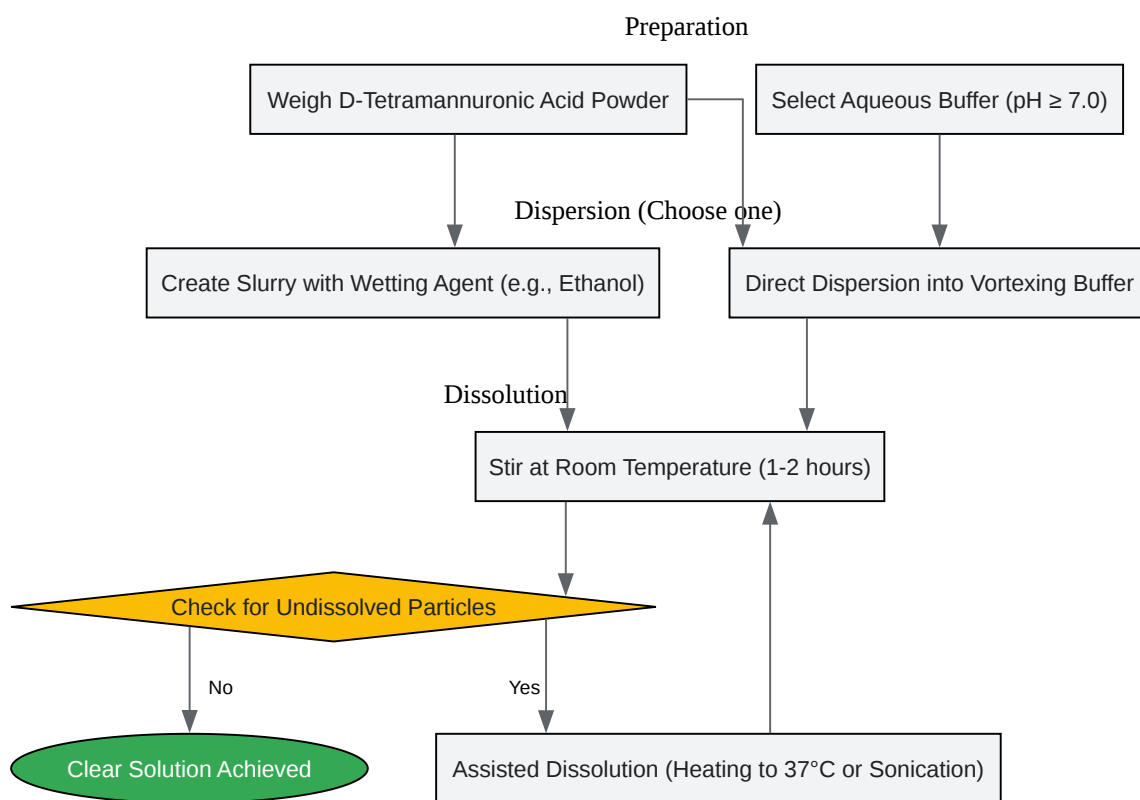 Preparation
Weigh D-Tetramannuronic Acid Powder
Select Aqueous Buffer (pH ≥ 7.0)
Dispersion (Choose one)
Create Slurry with Wetting Agent (e.g., Ethanol)
Direct Dispersion into Vortexing Buffer
Dissolution
Stir at Room Temperature (1-2 hours)
Check for Undissolved Particles
No
Yes
Clear Solution Achieved
Assisted Dissolution (Heating to 37°C or Sonication)